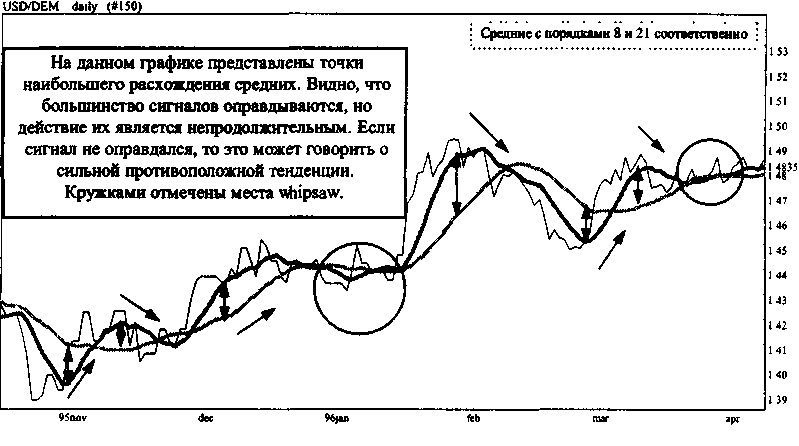 USD/DEM daily (#150)
Средние с порядками 8 и 21 соответственно
На данном графике представлены точки
наибольшего расхождения средних. Видно, что
большинство сигналов оправдываются, но
действие их является непродолжительным. Если
сигнал не оправдался, то это может говорить о
сильной противоположной тенденции.
Кружками отмечены места whipsaw.
1 53
1 52
1 51
1 50
1 49
1 4835
1 48
1 47
1 46
1 45
1 44
1 43
1 42
1 41
1 40
1 39
95nov dec 96jan feb mar apr